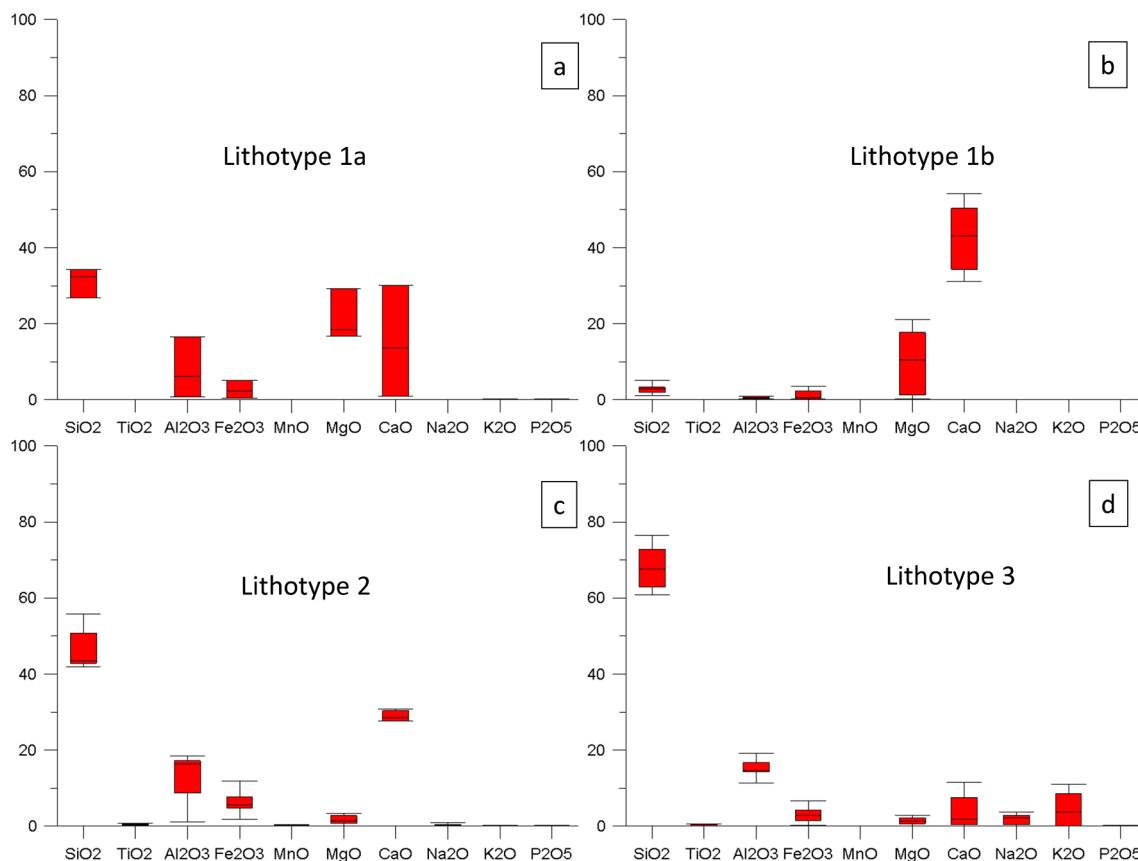 100
80
60
40
20
0
a
Lithotype 1a
SiO2 TiO2 Al2O3 Fe2O3 MnO MgO CaO Na2O K2O P2O5
100
80
60
40
20
0
b
Lithotype 1b
SiO2 TiO2 Al2O3 Fe2O3 MnO MgO CaO Na2O K2O P2O5
100
80
60
40
20
0
c
Lithotype 2
SiO2 TiO2 Al2O3 Fe2O3 MnO MgO CaO Na2O K2O P2O5
100
80
60
40
20
0
d
Lithotype 3
SiO2 TiO2 Al2O3 Fe2O3 MnO MgO CaO Na2O K2O P2O5